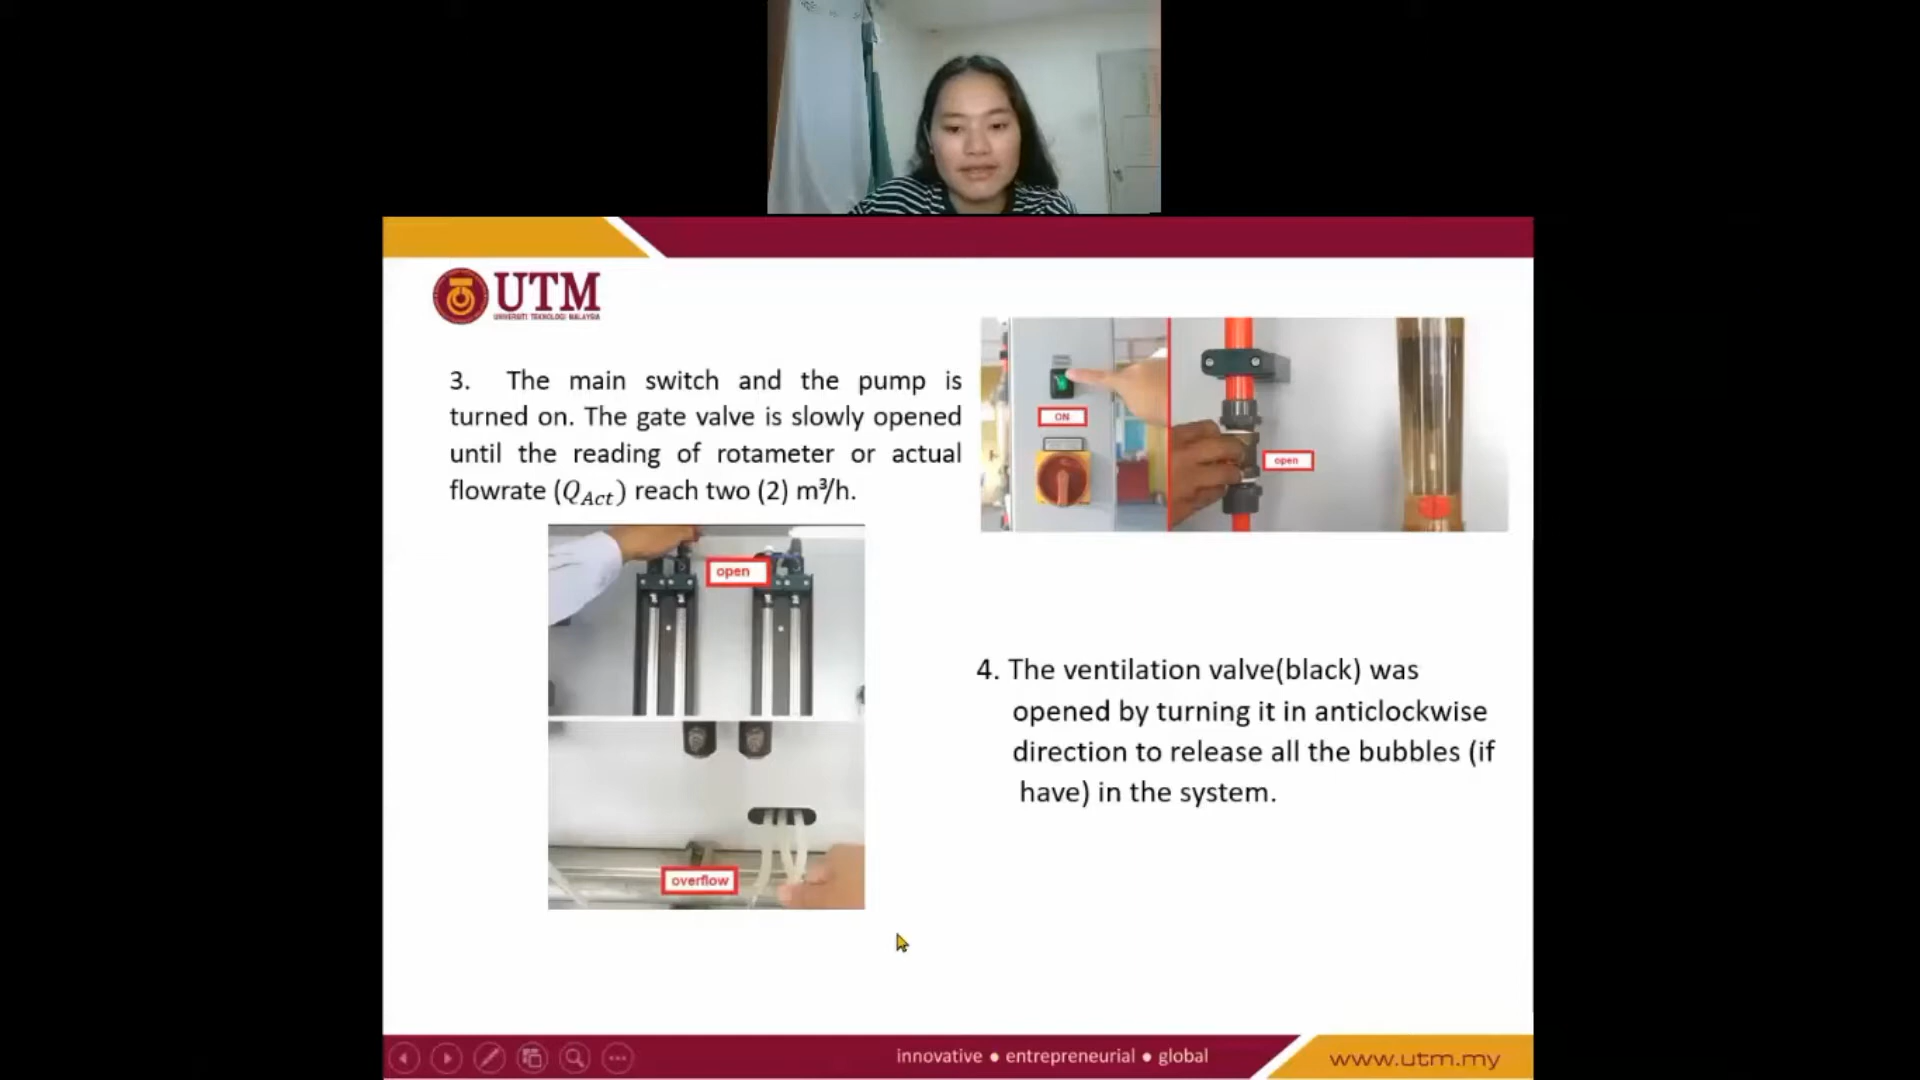 UTM
UNIVERSITI TEKNOLOGI MALAYSIA
3. The main switch and the pump is
turned on. The gate valve is slowly opened
until the reading of rotameter or actual
flowrate (Q_Act) reach two (2) m³/h.
ON
open
open
overflow
4. The ventilation valve(black) was
opened by turning it in anticlockwise
direction to release all the bubbles (if
have) in the system.
innovative ● entrepreneurial ● global
www.utm.my